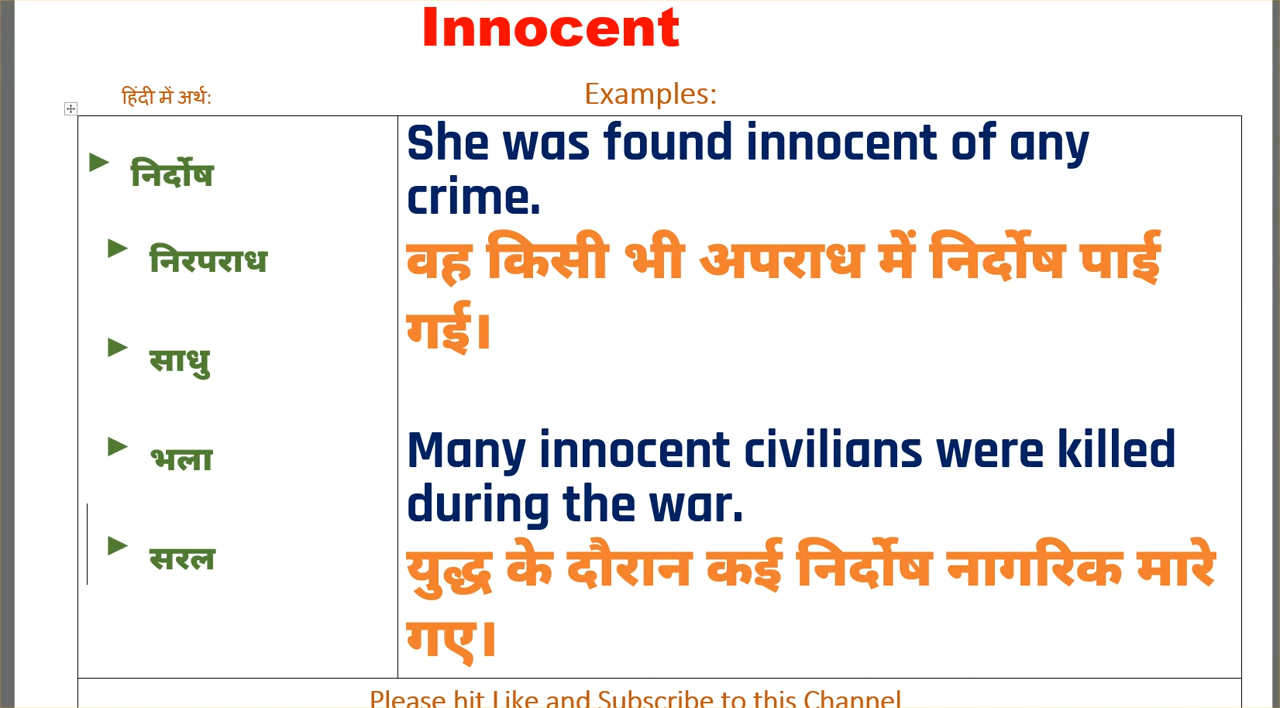 Innocent
हिंदी में अर्थ:
Examples:
निर्दोष
निरपराध
साधु
भला
सरल
She was found innocent of any
crime.
वह किसी भी अपराध में निर्दोष पाई
गई।
Many innocent civilians were killed
during the war.
युद्ध के दौरान कई निर्दोष नागरिक मारे
गए।
Please hit Like and Subscribe to this Channel